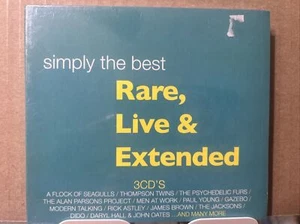 simply the best
Rare,
Live &
Extended
3CD'S
A FLOCK OF SEAGULLS / THOMPSON TWINS / THE PSYCHEDELIC FURS /
THE ALAN PARSONS PROJECT / MEN AT WORK / PAUL YOUNG / GAZEBO /
MODERN TALKING / RICK ASTLEY / JAMES BROWN / THE JACKSONS /
DIDO / DARYL HALL & JOHN OATES ...AND MANY MORE